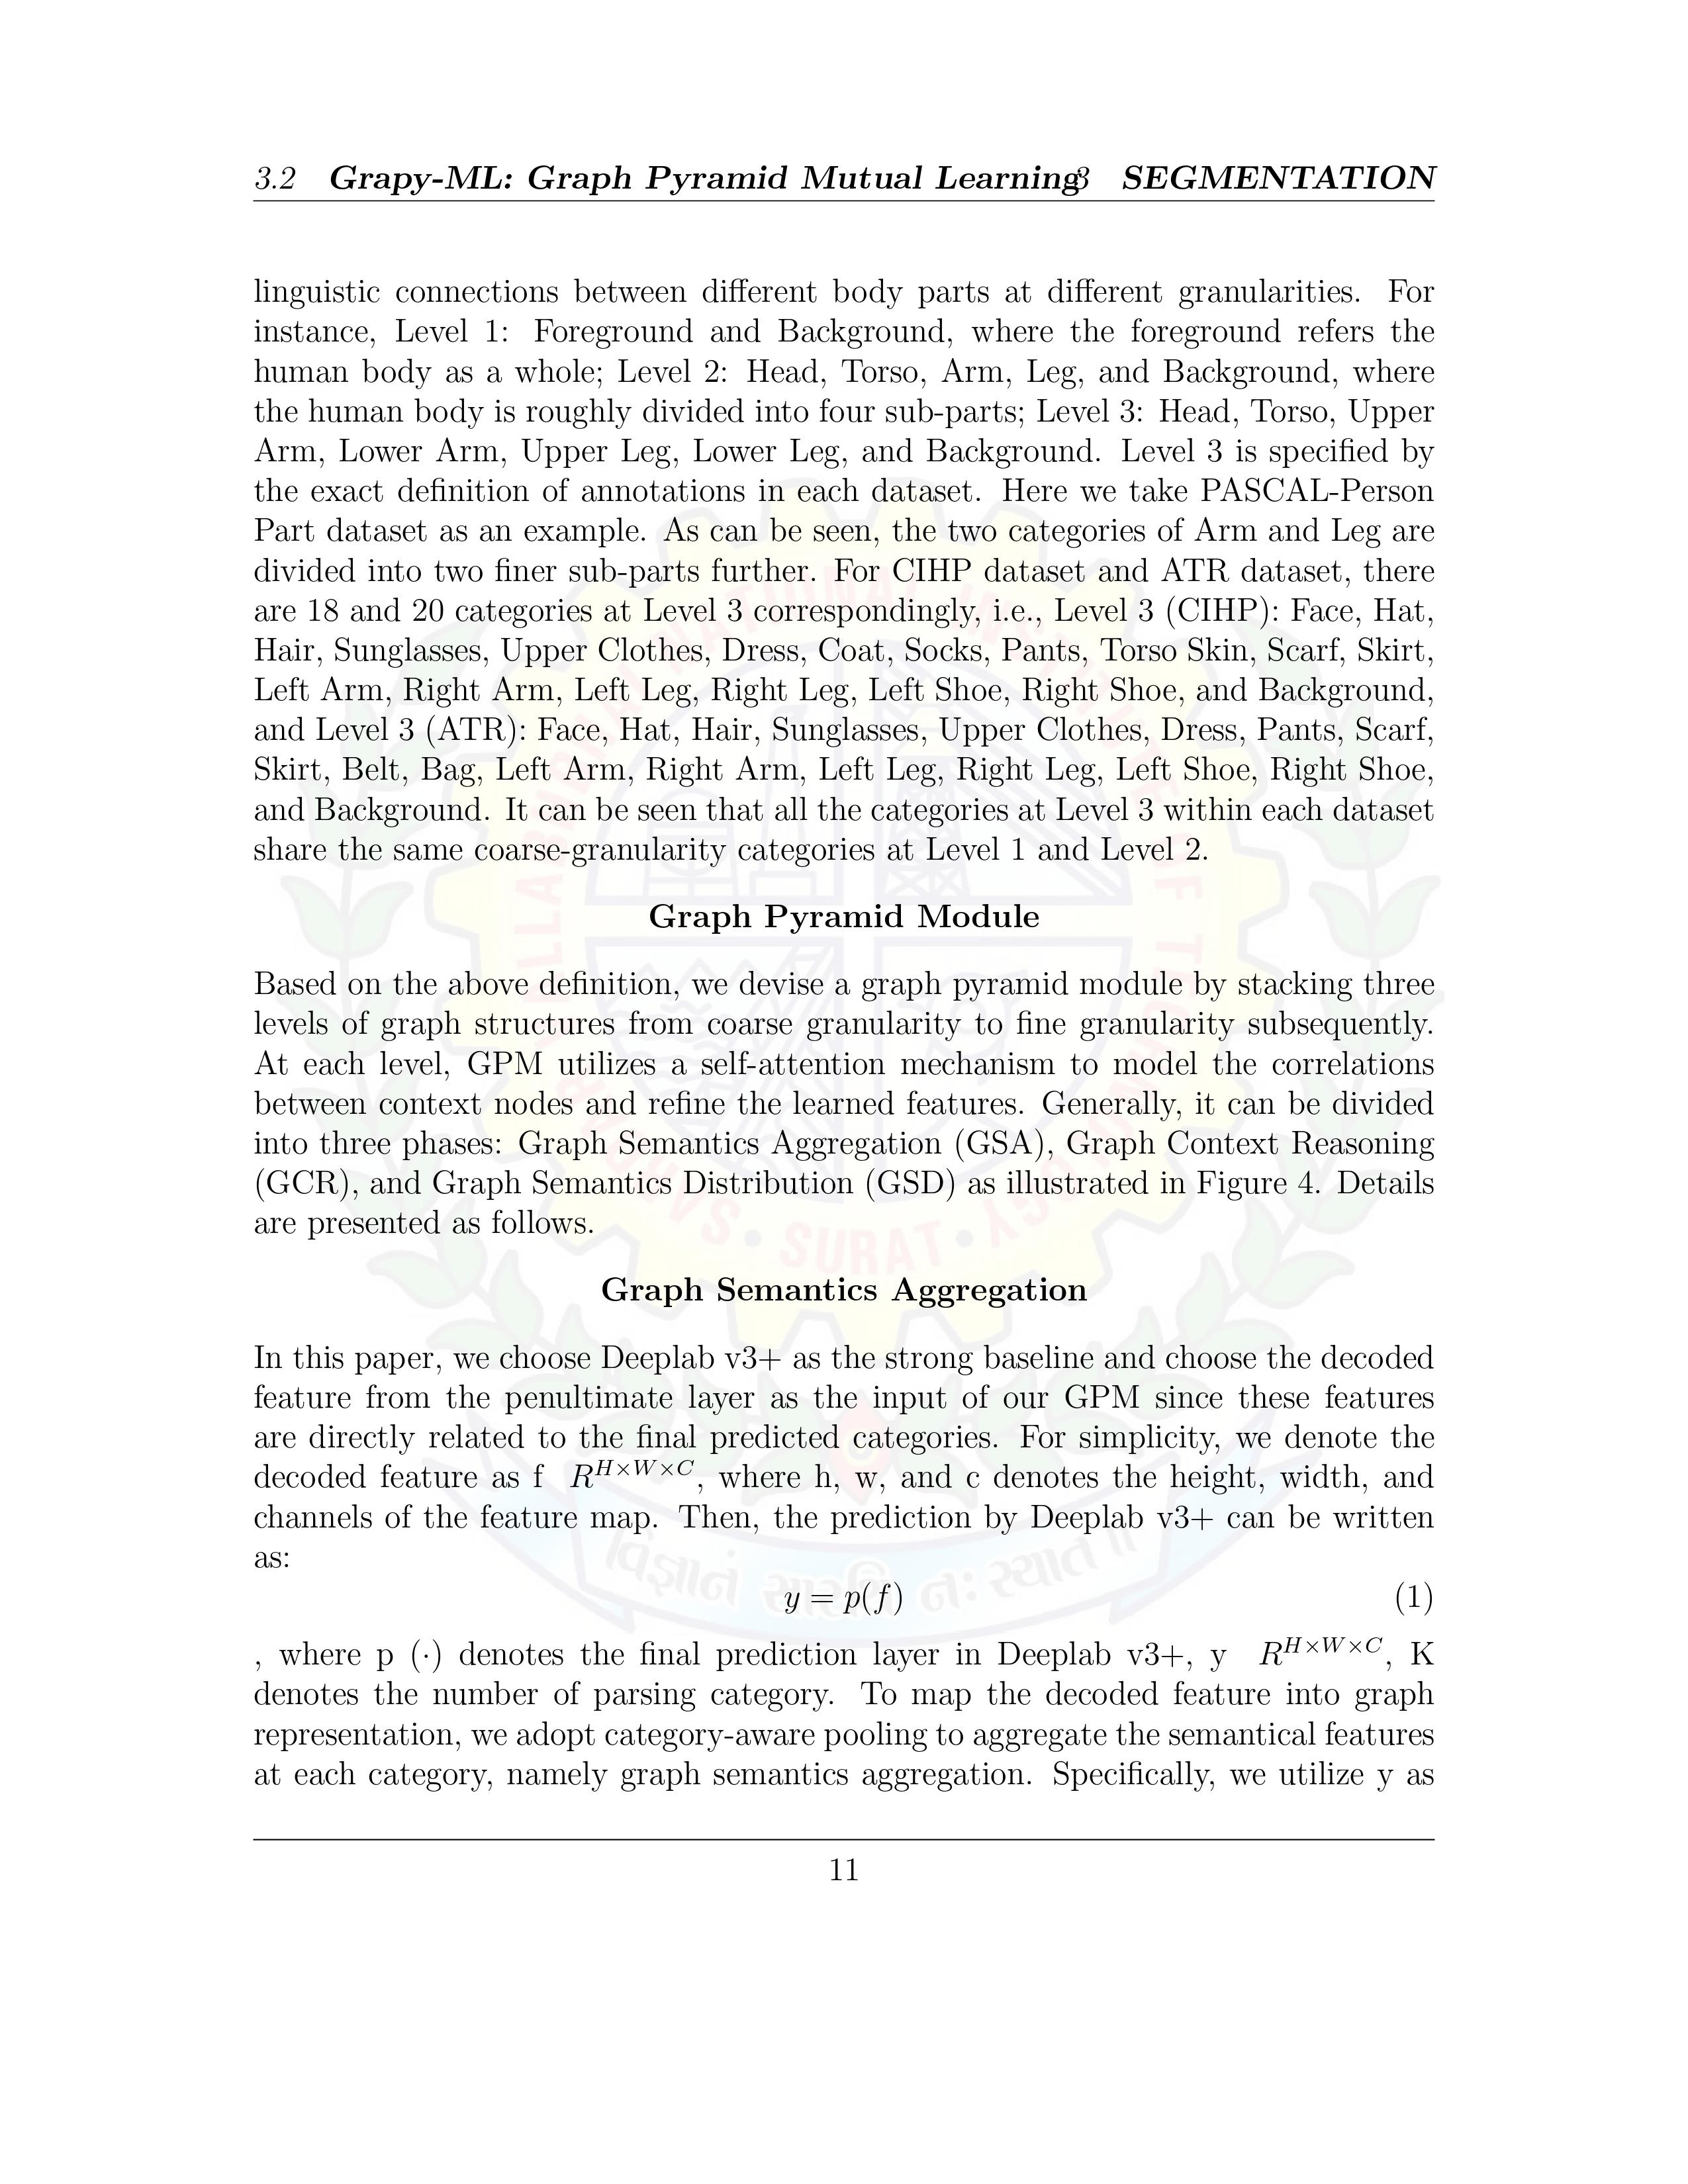 3.2 Grapy-ML: Graph Pyramid Mutual Learning 3 SEGMENTATION
linguistic connections between different body parts at different granularities. For
instance, Level 1: Foreground and Background, where the foreground refers the
human body as a whole; Level 2: Head, Torso, Arm, Leg, and Background, where
the human body is roughly divided into four sub-parts; Level 3: Head, Torso, Upper
Arm, Lower Arm, Upper Leg, Lower Leg, and Background. Level 3 is specified by
the exact definition of annotations in each dataset. Here we take PASCAL-Person
Part dataset as an example. As can be seen, the two categories of Arm and Leg are
divided into two finer sub-parts further. For CIHP dataset and ATR dataset, there
are 18 and 20 categories at Level 3 correspondingly, i.e., Level 3 (CIHP): Face, Hat,
Hair, Sunglasses, Upper Clothes, Dress, Coat, Socks, Pants, Torso Skin, Scarf, Skirt,
Left Arm, Right Arm, Left Leg, Right Leg, Left Shoe, Right Shoe, and Background,
and Level 3 (ATR): Face, Hat, Hair, Sunglasses, Upper Clothes, Dress, Pants, Scarf,
Skirt, Belt, Bag, Left Arm, Right Arm, Left Leg, Right Leg, Left Shoe, Right Shoe,
and Background. It can be seen that all the categories at Level 3 within each dataset
share the same coarse-granularity categories at Level 1 and Level 2.
Graph Pyramid Module
Based on the above definition, we devise a graph pyramid module by stacking three
levels of graph structures from coarse granularity to fine granularity subsequently.
At each level, GPM utilizes a self-attention mechanism to model the correlations
between context nodes and refine the learned features. Generally, it can be divided
into three phases: Graph Semantics Aggregation (GSA), Graph Context Reasoning
(GCR), and Graph Semantics Distribution (GSD) as illustrated in Figure 4. Details
are presented as follows.
Graph Semantics Aggregation
In this paper, we choose Deeplab v3+ as the strong baseline and choose the decoded
feature from the penultimate layer as the input of our GPM since these features
are directly related to the final predicted categories. For simplicity, we denote the
decoded feature as f R^{H×W×C}, where h, w, and c denotes the height, width, and
channels of the feature map. Then, the prediction by Deeplab v3+ can be written
as:
y = p(f) (1)
, where p (·) denotes the final prediction layer in Deeplab v3+, y R^{H×W×C}, K
denotes the number of parsing category. To map the decoded feature into graph
representation, we adopt category-aware pooling to aggregate the semantical features
at each category, namely graph semantics aggregation. Specifically, we utilize y as
11